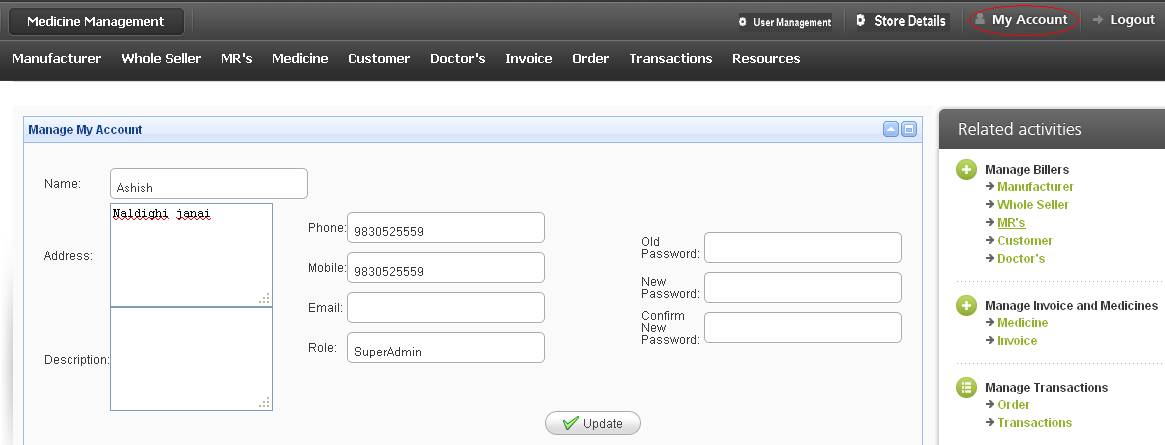 Medicine Management User Management Store Details My Account Logout
Manufacturer Whole Seller MR's Medicine Customer Doctor's Invoice Order Transactions Resources
Manage My Account
Name: Ashish
Address: Naldighi janai
Description:
Phone: 9830525559
Mobile: 9830525559
Email:
Role: SuperAdmin
Old
Password:
New
Password:
Confirm
New
Password:
Update
Related activities
Manage Billers
Manufacturer
Whole Seller
MR's
Customer
Doctor's
Manage Invoice and Medicines
Medicine
Invoice
Manage Transactions
Order
Transactions